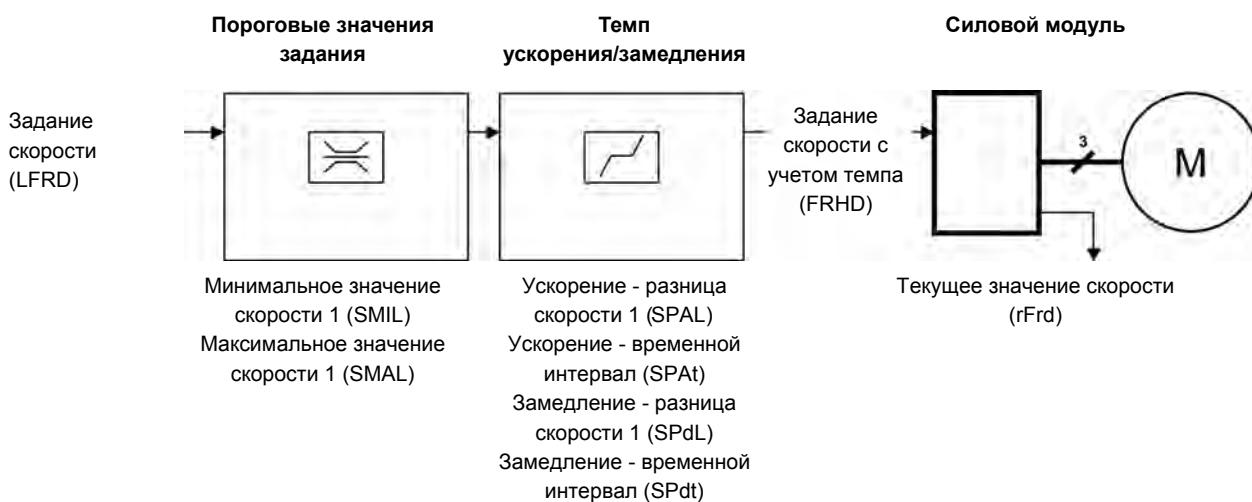 Пороговые значения
задания
Темп
ускорения/замедления
Силовой модуль
Задание
скорости
(LFRD)
Задание
скорости с
учетом темпа
(FRHD)
3
M
Минимальное значение
скорости 1 (SMIL)
Максимальное значение
скорости 1 (SMAL)
Ускорение - разница
скорости 1 (SPAL)
Ускорение - временной
интервал (SPAt)
Замедление - разница
скорости 1 (SPdL)
Замедление - временной
интервал (SPdt)
Текущее значение скорости
(rFrd)